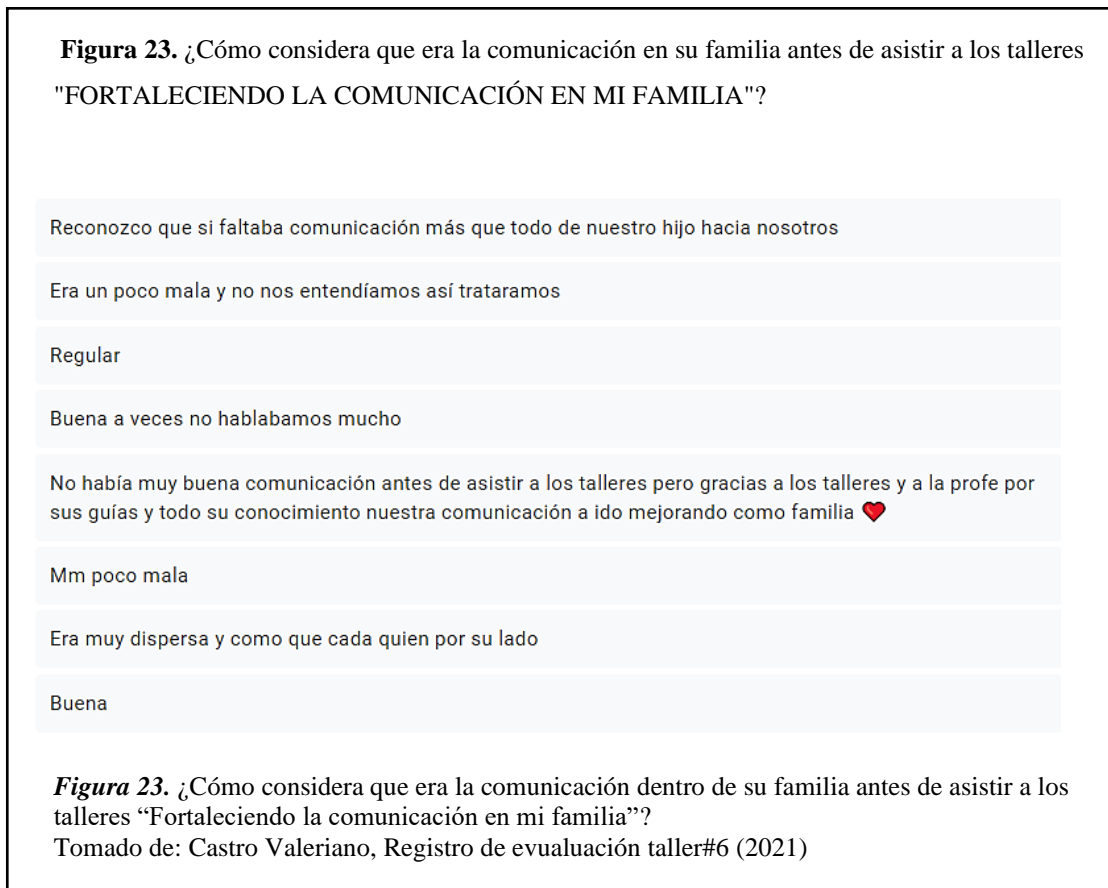 Figura 23. ¿Cómo considera que era la comunicación en su familia antes de asistir a los talleres
"FORTALECIENDO LA COMUNICACIÓN EN MI FAMILIA"?
Reconozco que si faltaba comunicación más que todo de nuestro hijo hacia nosotros
Era un poco mala y no nos entendíamos así trataramos
Regular
Buena a veces no hablabamos mucho
No había muy buena comunicación antes de asistir a los talleres pero gracias a los talleres y a la profe por
sus guías y todo su conocimiento nuestra comunicación a ido mejorando como familia ❤️
Mm poco mala
Era muy dispersa y como que cada quien por su lado
Buena
Figura 23. ¿Cómo considera que era la comunicación dentro de su familia antes de asistir a los
talleres “Fortaleciendo la comunicación en mi familia”?
Tomado de: Castro Valeriano, Registro de evualuación taller#6 (2021)